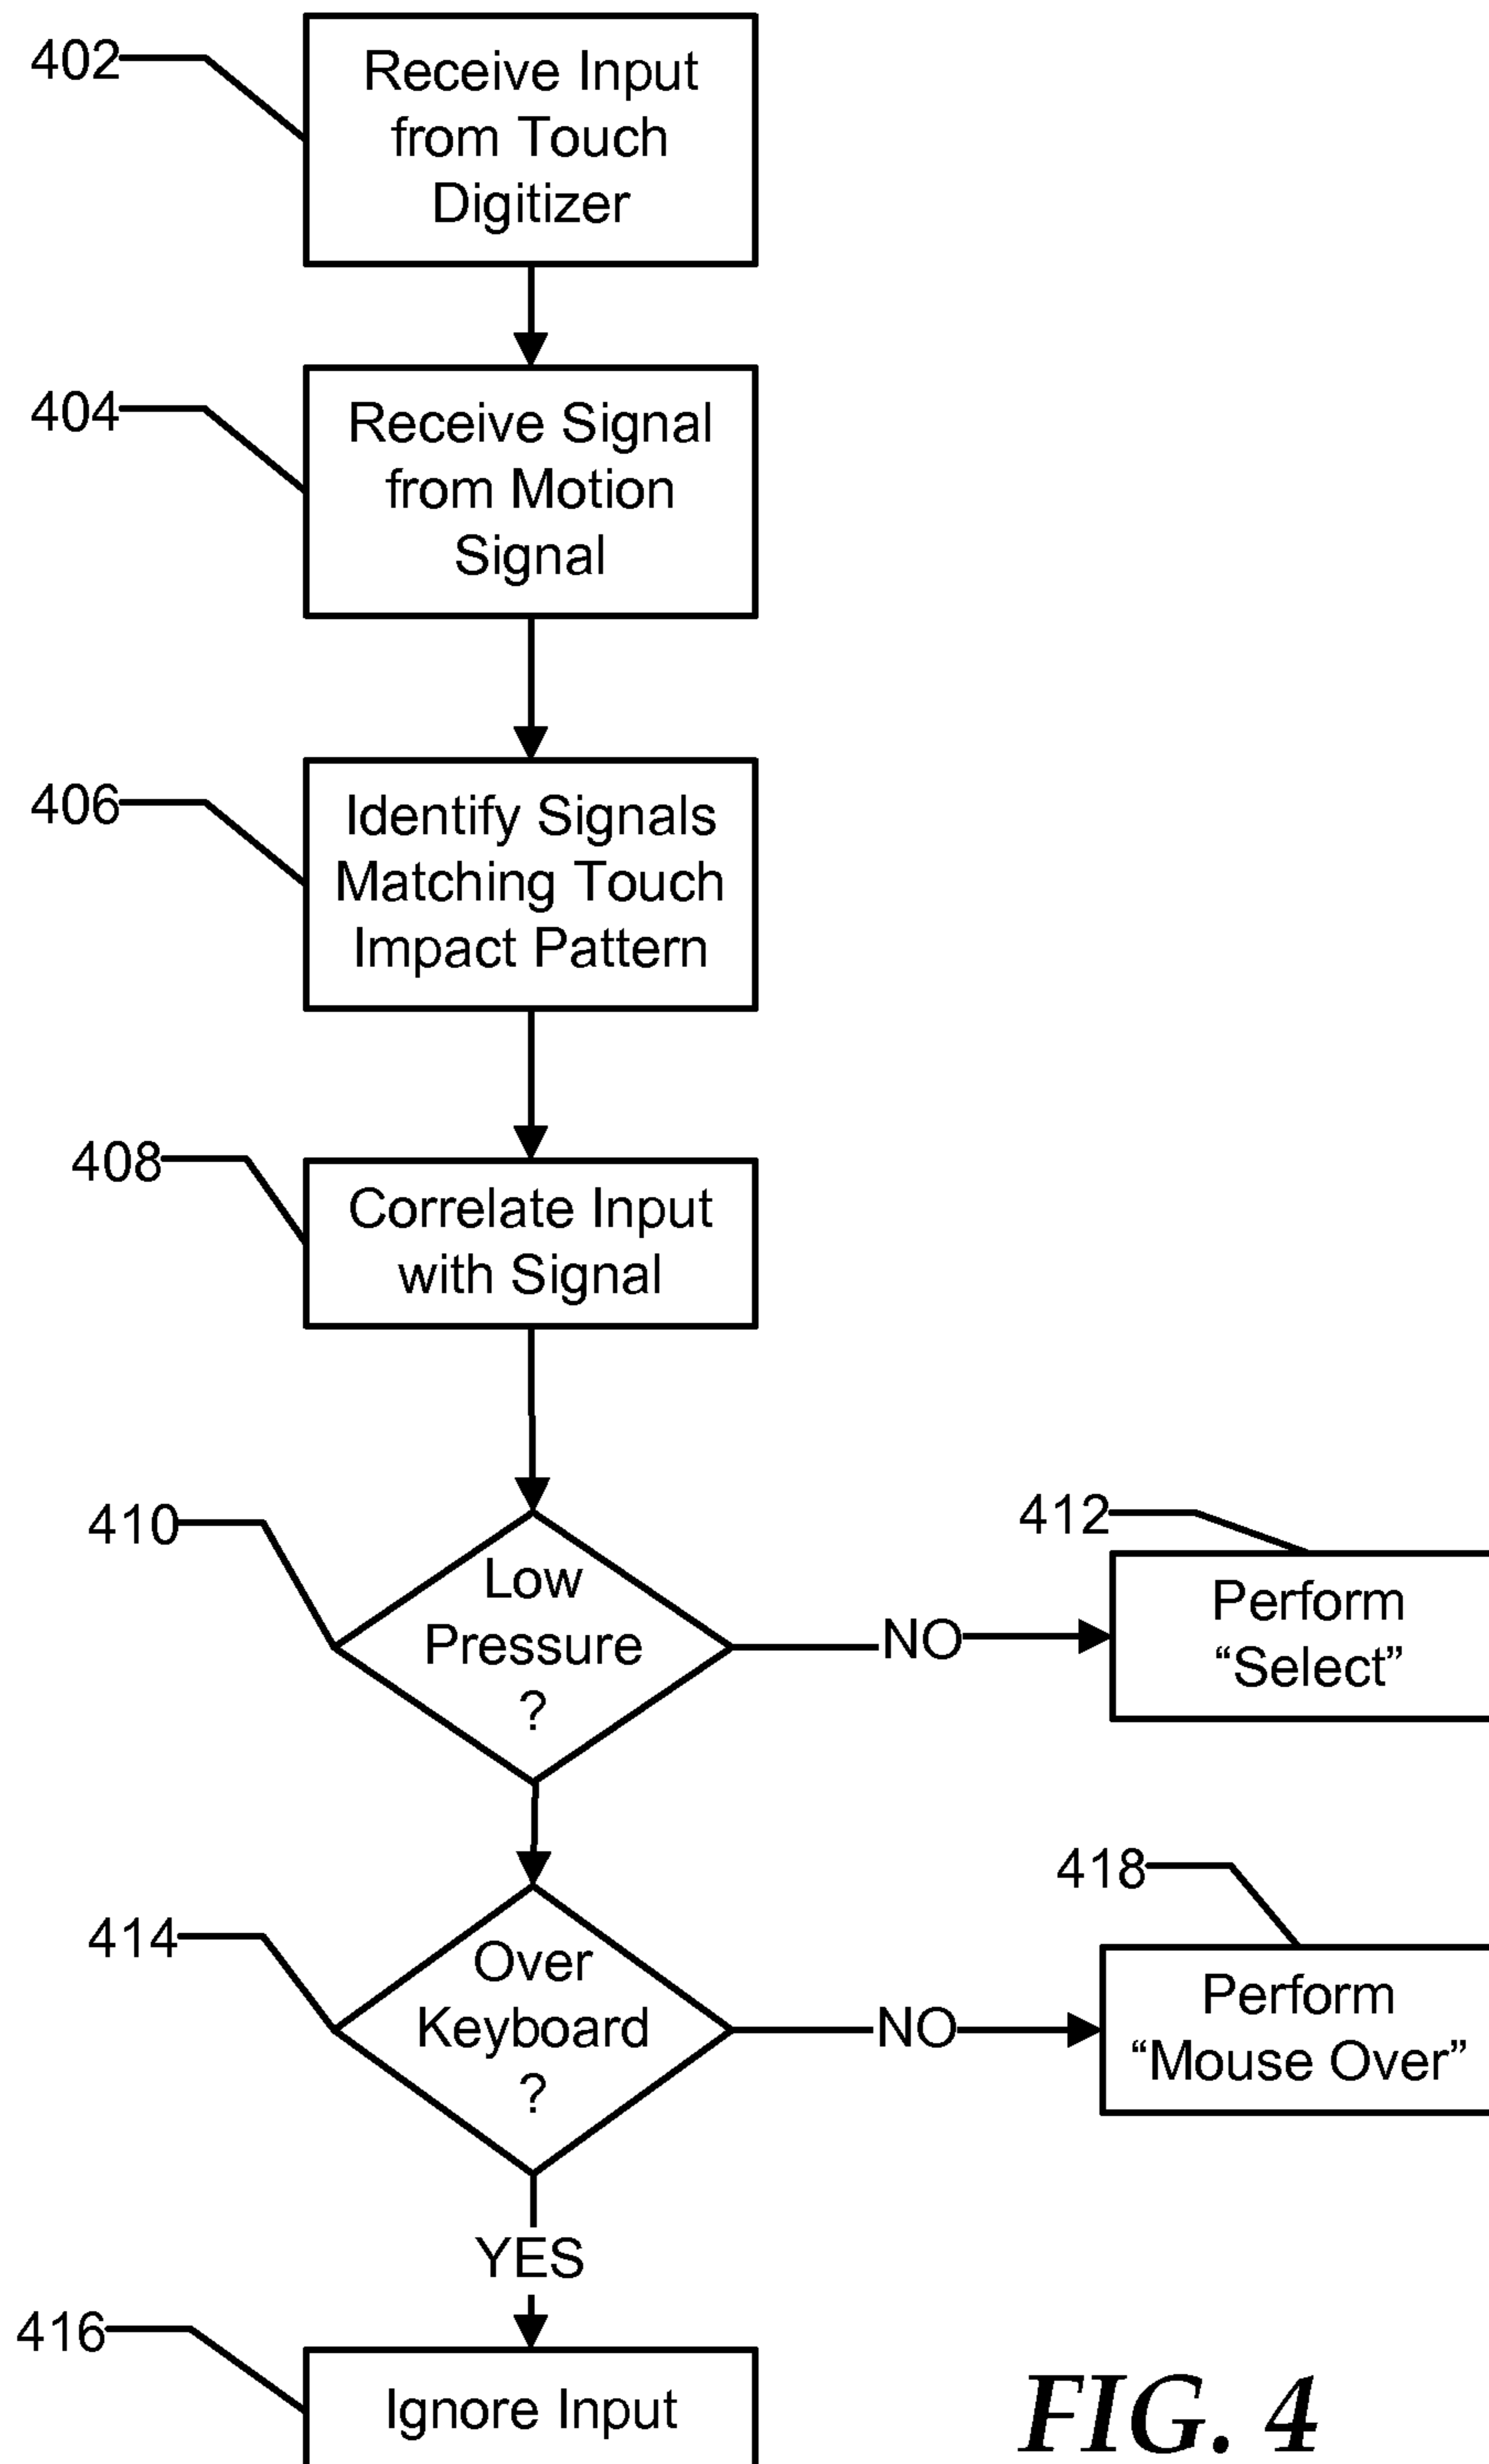 402
Receive Input
from Touch
Digitizer
404
Receive Signal
from Motion
Signal
406
Identify Signals
Matching Touch
Impact Pattern
408
Correlate Input
with Signal
410
Low
Pressure
?
NO
412
Perform
“Select”
414
Over
Keyboard
?
NO
418
Perform
“Mouse Over”
YES
416
Ignore Input
FIG. 4